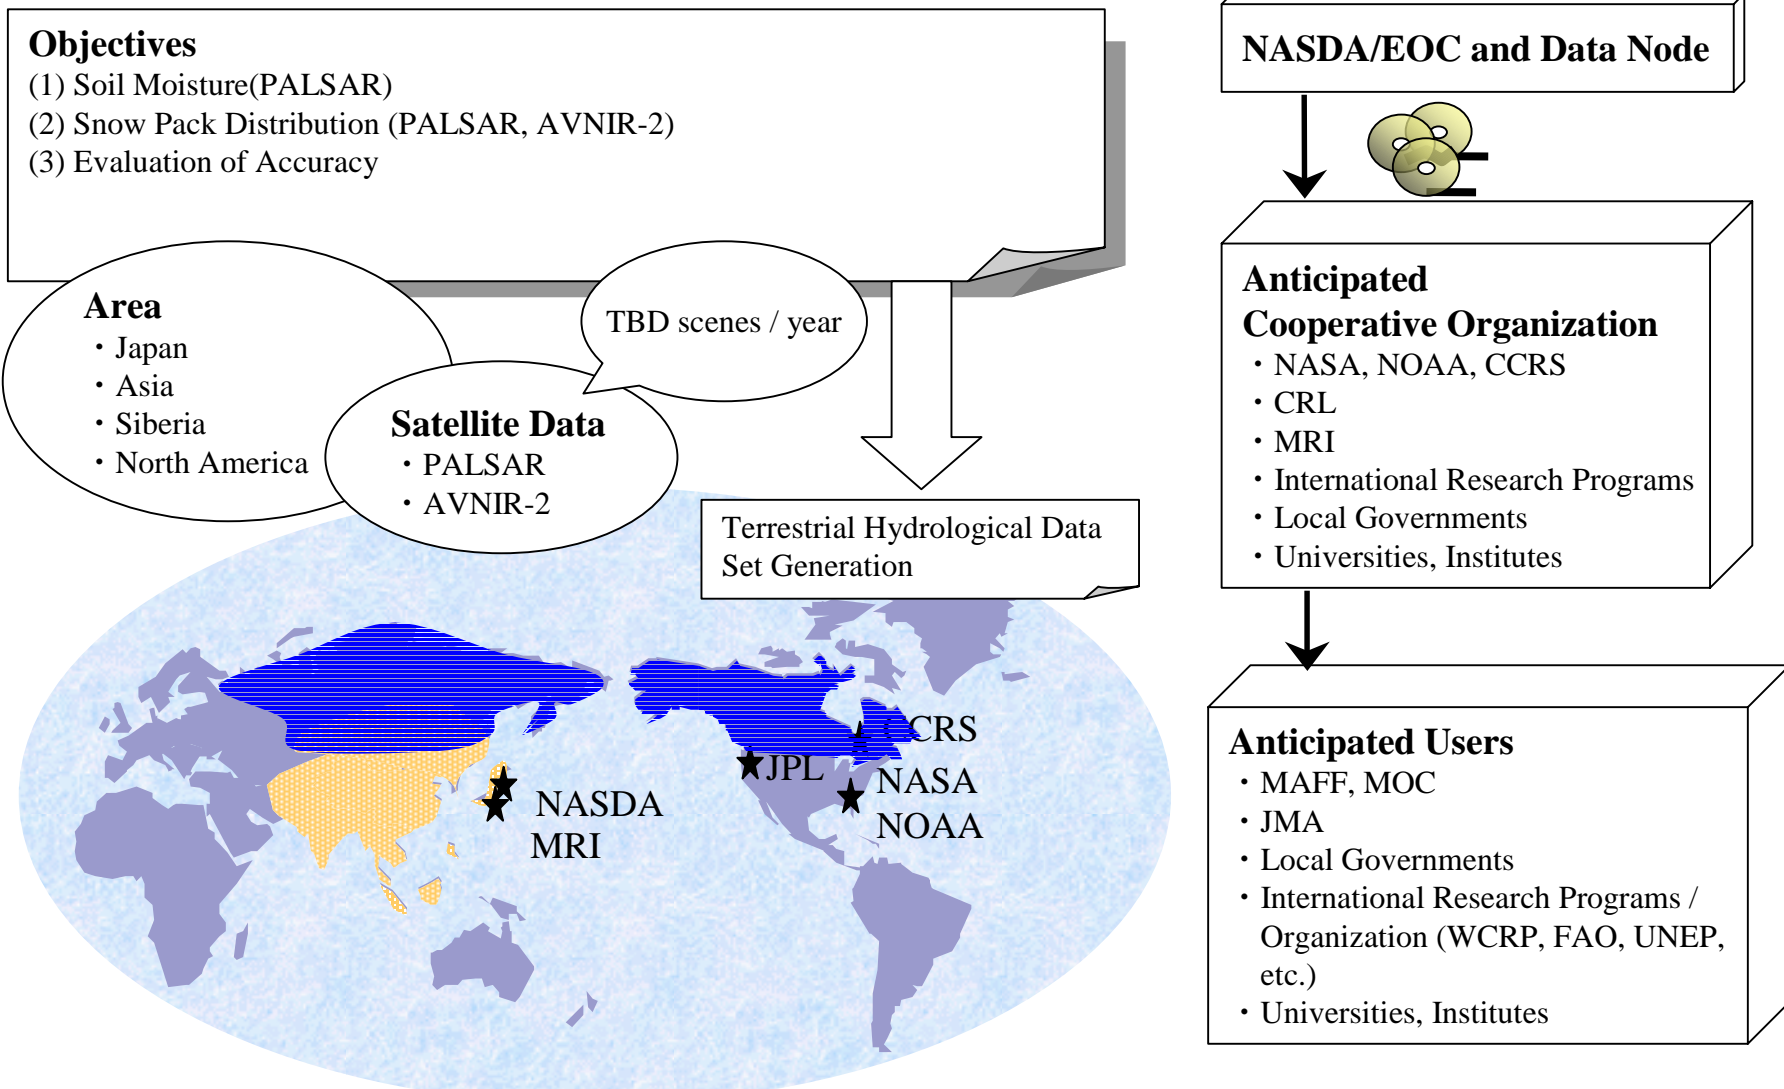 Objectives
(1) Soil Moisture(PALSAR)
(2) Snow Pack Distribution (PALSAR, AVNIR-2)
(3) Evaluation of Accuracy
Area
・Japan
・Asia
・Siberia
・North America
TBD scenes / year
Satellite Data
・PALSAR
・AVNIR-2
Terrestrial Hydrological Data
Set Generation
CCRS
JPL
NASA
NOAA
NASDA
MRI
NASDA/EOC and Data Node
Anticipated
Cooperative Organization
・NASA, NOAA, CCRS
・CRL
・MRI
・International Research Programs
・Local Governments
・Universities, Institutes
Anticipated Users
・MAFF, MOC
・JMA
・Local Governments
・International Research Programs /
Organization (WCRP, FAO, UNEP,
etc.)
・Universities, Institutes